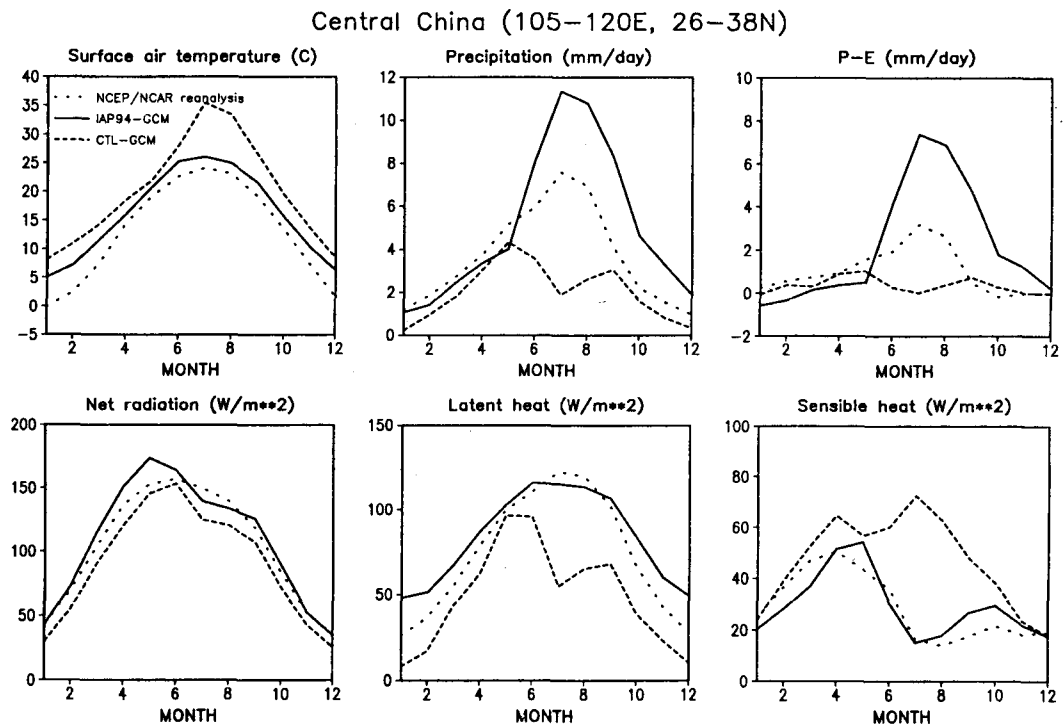 Central China (105-120E, 26-38N)
Surface air temperature (C)
Precipitation (mm/day)
P-E (mm/day)
40
35
30
25
20
15
10
5
0
-5
NCEP/NCAR reanalysis
IAP94-GCM
CTL-GCM
2 4 6 8 10 12
MONTH
12
10
8
6
4
2
0
2 4 6 8 10 12
MONTH
10
8
6
4
2
0
-2
2 4 6 8 10 12
MONTH
Net radiation (W/m**2)
Latent heat (W/m**2)
Sensible heat (W/m**2)
200
150
100
50
0
2 4 6 8 10 12
MONTH
150
100
50
0
2 4 6 8 10 12
MONTH
100
80
60
40
20
0
2 4 6 8 10 12
MONTH